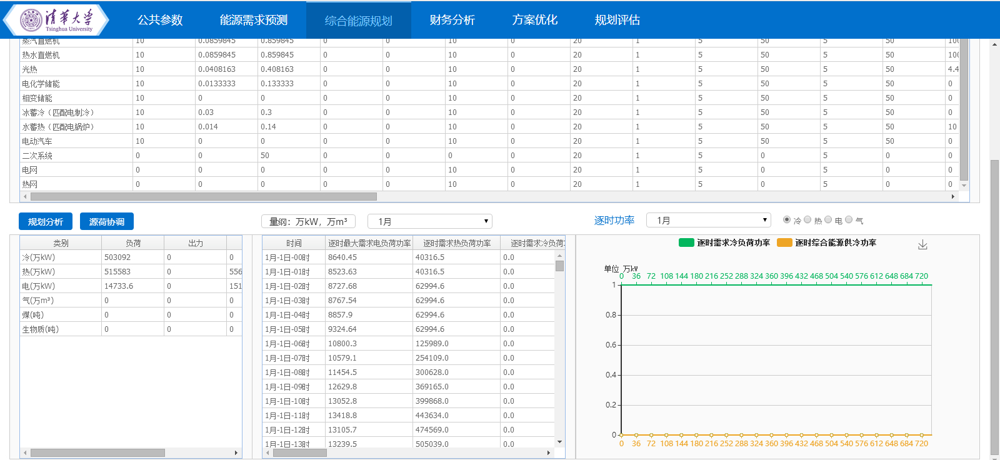 清华大学
Tsinghua University
公共参数 能源需求预测 综合能源规划 财务分析 方案优化 规划评估
蒸汽直燃机 10 0.0859845 0.859845 0 0 10 0 20 1 5 50 5 50
热水直燃机 10 0.0859845 0.859845 0 0 10 0 20 1 5 50 5 50
光热 10 0.0408163 0.408163 0 0 10 0 20 1 5 50 5 50 4.4
电化学储能 10 0.0133333 0.133333 0 0 10 0 20 1 5 50 5 50 0
相变储能 10 0 0 0 0 10 0 20 1 5 50 5 50 0
冰蓄冷（匹配电制冷） 10 0.03 0.3 0 0 10 0 20 1 5 50 5 50 0
水蓄热（匹配电锅炉） 10 0.014 0.14 0 0 10 0 20 1 5 50 5 50 10
电动汽车 10 0 0 0 0 10 0 20 1 5 50 5 50 0
二次系统 0 0 50 0 0 0 0 20 1 5 0 5 0 0
电网 0 0 0 0 0 10 0 20 1 5 0 5 0 0
热网 0 0 0 0 0 10 0 20 1 5 0 5 0 0
规划分析 源荷协调
类别 负荷 出力
冷(万kW) 503092 0 0
热(万kW) 515583 0 556
电(万kW) 14733.6 0 151
气(万m³) 0 0 0
煤(吨) 0 0 0
生物质(吨) 0 0 0
量纲：万kW，万m³ 1月
时间 逐时最大需求电负荷功率 逐时需求热负荷功率 逐时需求冷负荷
1月-1日-00时 8640.45 40316.5 0.0
1月-1日-01时 8523.63 40316.5 0.0
1月-1日-02时 8727.68 62994.6 0.0
1月-1日-03时 8767.54 62994.6 0.0
1月-1日-04时 8857.9 62994.6 0.0
1月-1日-05时 9324.64 62994.6 0.0
1月-1日-06时 10800.3 125989.0 0.0
1月-1日-07时 10579.1 254109.0 0.0
1月-1日-08时 11454.5 300628.0 0.0
1月-1日-09时 12629.8 369165.0 0.0
1月-1日-10时 13052.8 399868.0 0.0
1月-1日-11时 13418.8 443634.0 0.0
1月-1日-12时 13105.7 474569.0 0.0
1月-1日-13时 13239.5 505039.0 0.0
逐时功率 1月 冷 热 电 气
逐时需求冷负荷功率 逐时综合能源供冷功率
单位 万kW
0 36 72 108 144 180 216 252 288 324 360 396 432 468 504 540 576 612 648 684 720
1
0.8
0.6
0.4
0.2
0
0 36 72 108 144 180 216 252 288 324 360 396 432 468 504 540 576 612 648 684 720